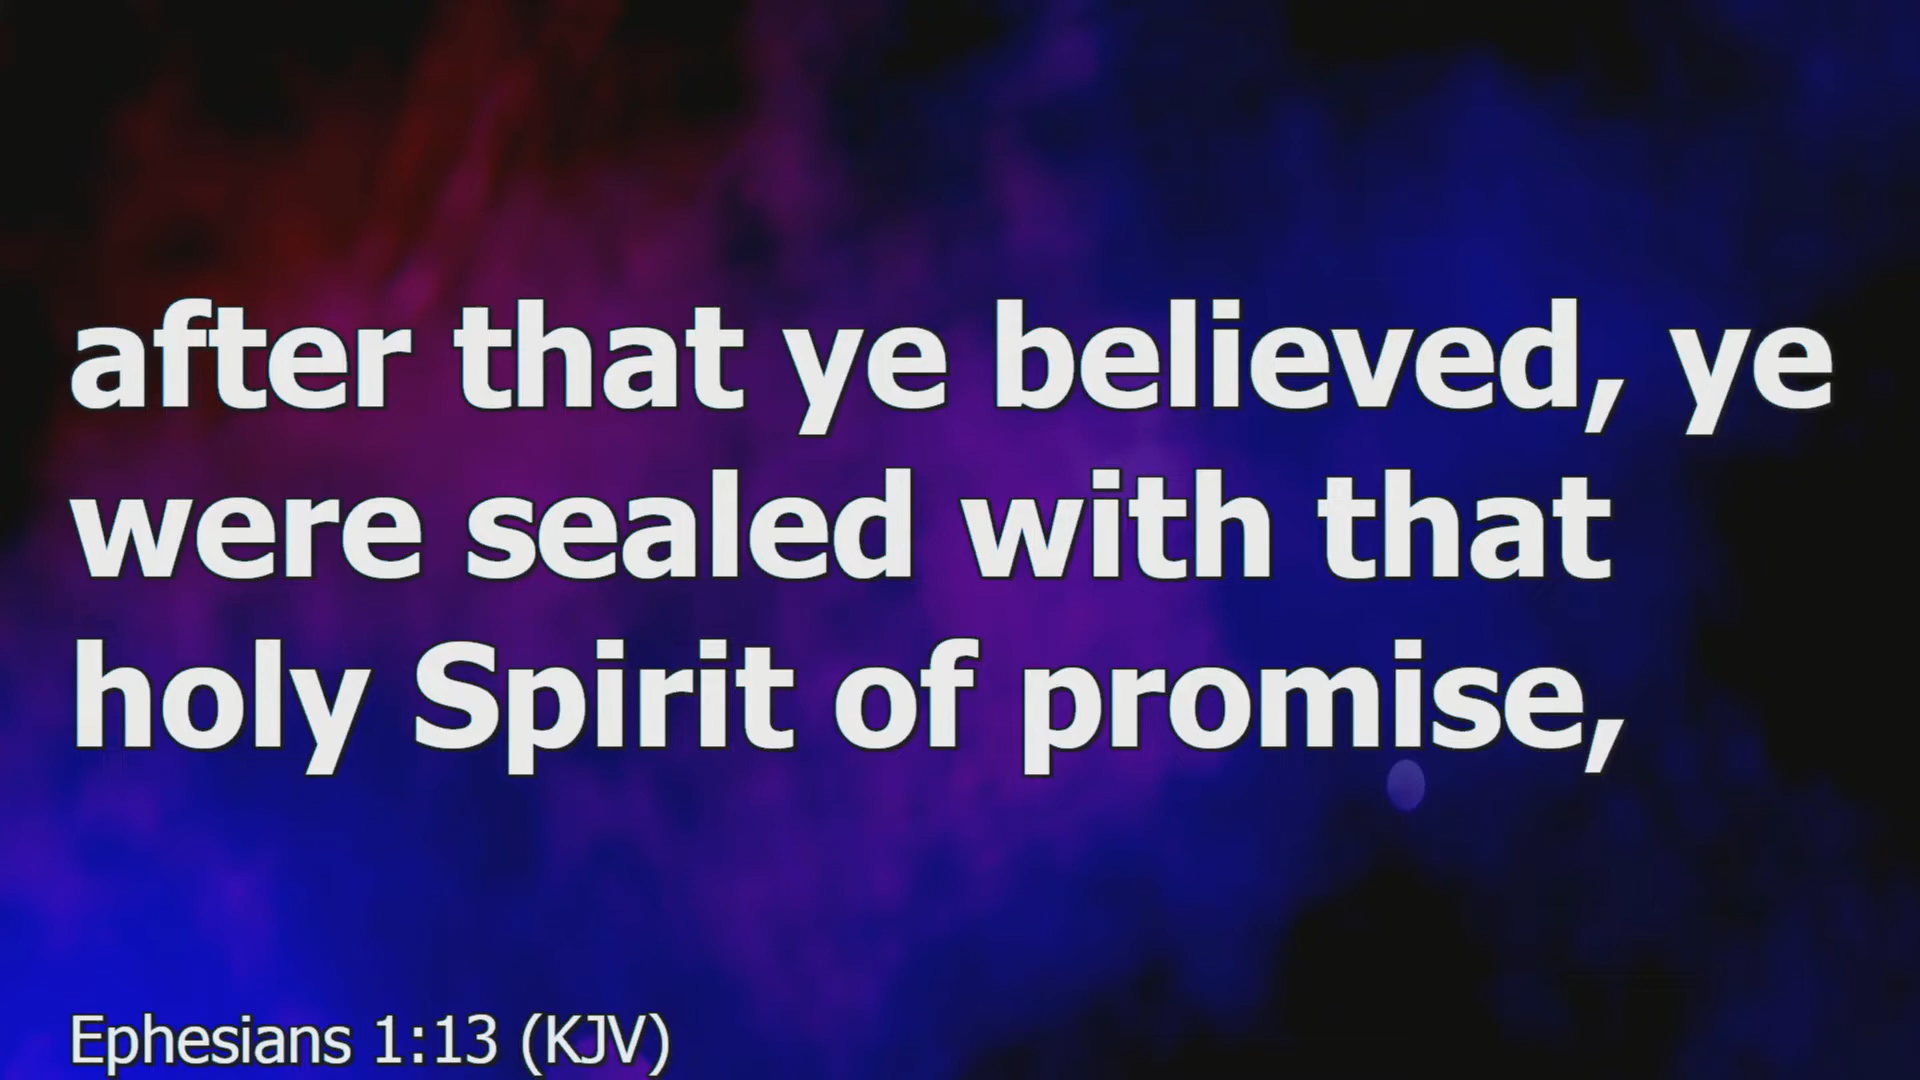 after that ye believed, ye
were sealed with that
holy Spirit of promise,
Ephesians 1:13 (KJV)